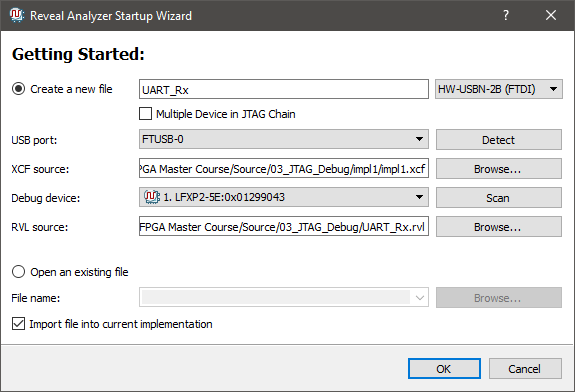 Reveal Analyzer Startup Wizard
Getting Started:
Create a new file UART_Rx HW-USBN-2B (FTDI)
Multiple Device in JTAG Chain
USB port: FTUSB-0 Detect
XCF source: PGA Master Course/Source/03_JTAG_Debug/impl1/impl1.xcf Browse...
Debug device: 1. LFXP2-5E:0x01299043 Scan
RVL source: FPGA Master Course/Source/03_JTAG_Debug/UART_Rx.rvl Browse...
Open an existing file
File name: Browse...
Import file into current implementation
OK Cancel